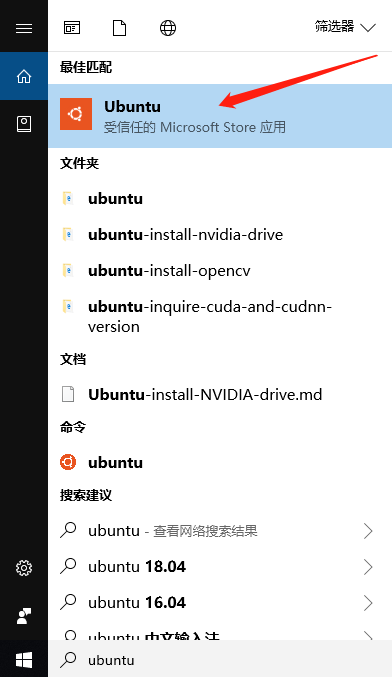 筛选器
最佳匹配
Ubuntu
受信任的 Microsoft Store 应用
文件夹
ubuntu
ubuntu-install-nvidia-drive
ubuntu-install-opencv
ubuntu-inquire-cuda-and-cudnn-
version
文档
Ubuntu-install-NVIDIA-drive.md
命令
ubuntu
搜索建议
ubuntu - 查看网络搜索结果
ubuntu 18.04
ubuntu 16.04
ubuntu 中文输入法
ubuntu